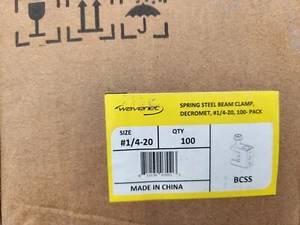 wavenet
SPRING STEEL BEAM CLAMP,
DECROMET, #1/4-20, 100- PACK
SIZE
QTY
#1/4-20
100
MADE IN CHINA
BCSS